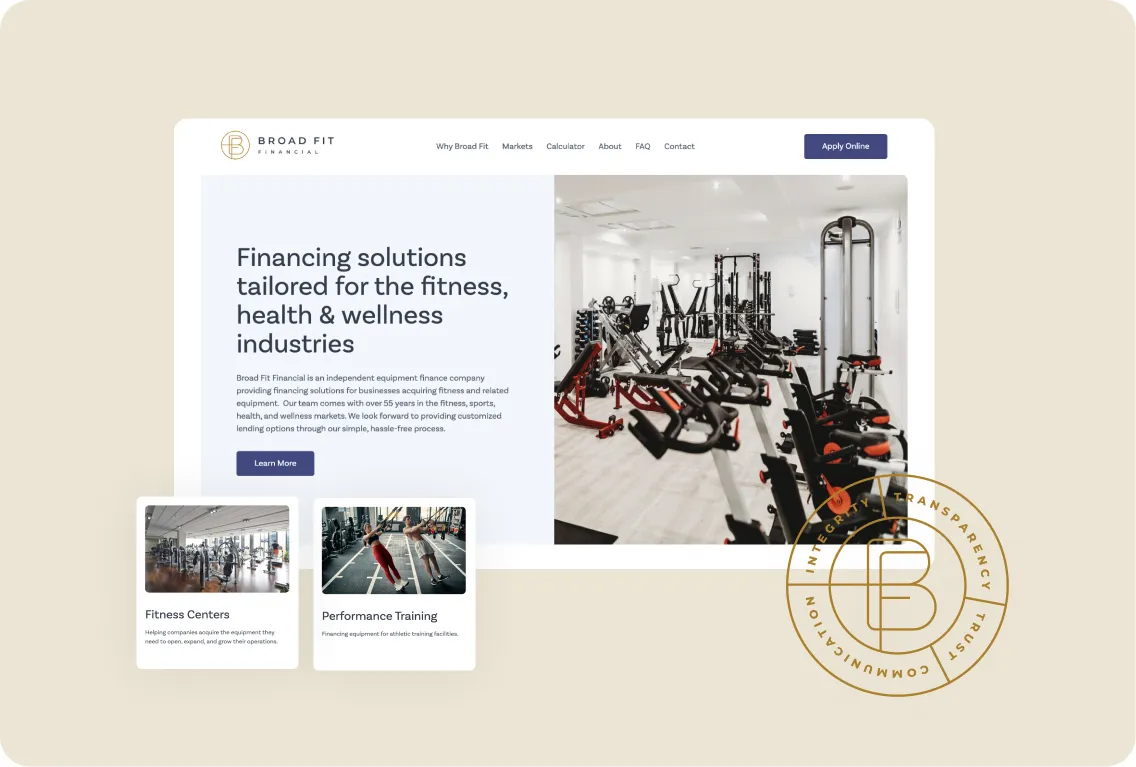 BROAD FIT
FINANCIAL
Why Broad Fit
Markets
Calculator
About
FAQ
Contact
Apply Online
Financing solutions
tailored for the fitness,
health & wellness
industries
Broad Fit Financial is an independent equipment finance company
providing financing solutions for businesses acquiring fitness and related
equipment. Our team comes with over 55 years in the fitness, sports,
health, and wellness markets. We look forward to providing customized
lending options through our simple, hassle-free process.
Learn More
Fitness Centers
Helping companies acquire the equipment they
need to open, expand, and grow their operations.
Performance Training
Financing equipment for athletic training facilities.
INTEGRITY
TRANSPARENCY
TRUST
COMMUNICATION